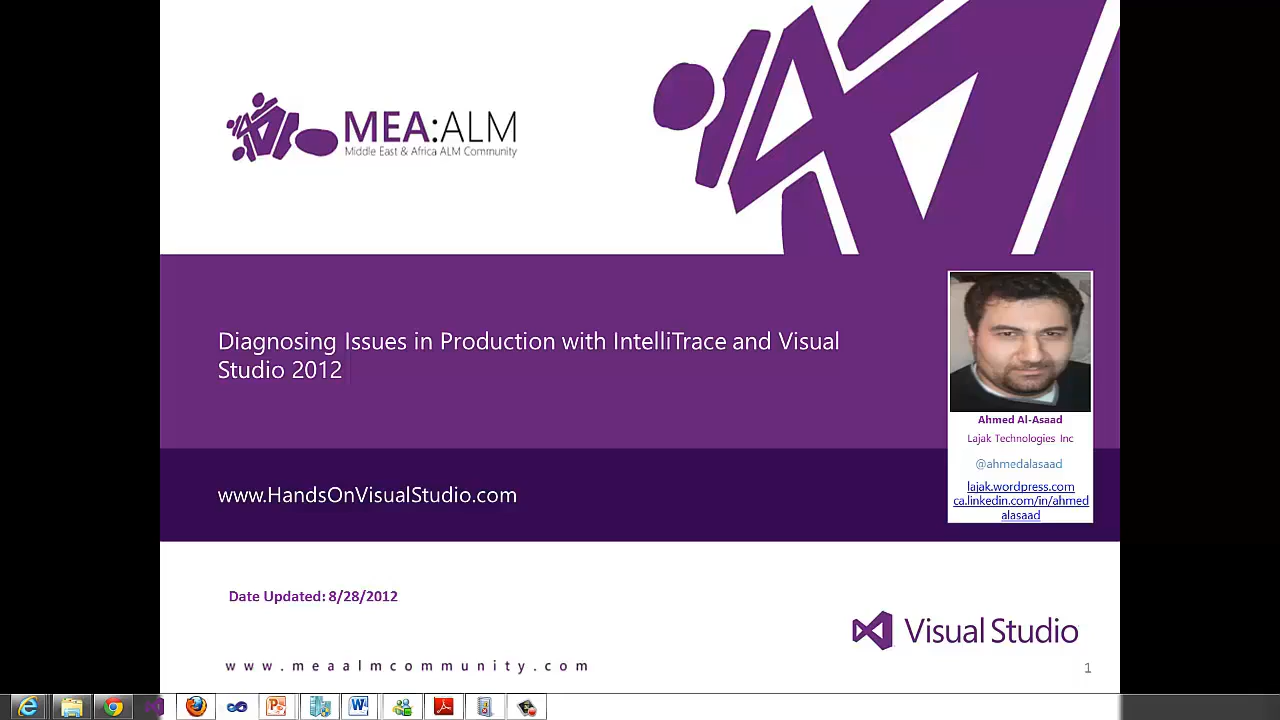 MEA:ALM
Middle East & Africa ALM Community
Diagnosing Issues in Production with IntelliTrace and Visual
Studio 2012
Ahmed Al-Asaad
Lajak Technologies Inc
@ahmedalasaad
lajak.wordpress.com
ca.linkedin.com/in/ahmed
alasaad
www.HandsOnVisualStudio.com
Date Updated: 8/28/2012
Visual Studio
www.meaalmcommunity.com
1